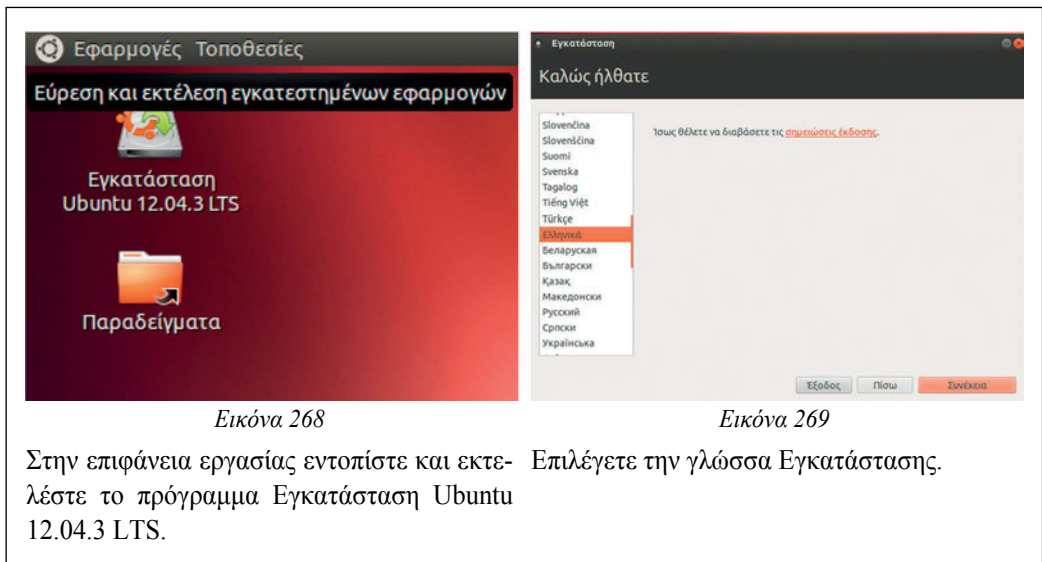 Εφαρμογές Τοποθεσίες
Εύρεση και εκτέλεση εγκατεστημένων εφαρμογών
Εγκατάσταση
Ubuntu 12.04.3 LTS
Παραδείγματα
Εικόνα 268
Στην επιφάνεια εργασίας εντοπίστε και εκτε-
λέστε το πρόγραμμα Εγκατάσταση Ubuntu
12.04.3 LTS.
Εγκατάσταση
Καλώς ήλθατε
Slovenčina
Slovenščina
Suomi
Svenska
Tagalog
Tiếng Việt
Türkçe
Ελληνικά
Беларуская
Български
Қазақ
Македонски
Русский
Српски
Українська
Ίσως θέλετε να διαβάσετε τις σημειώσεις έκδοσης.
Έξοδος Πίσω Συνέχεια
Εικόνα 269
Επιλέγετε την γλώσσα Εγκατάστασης.